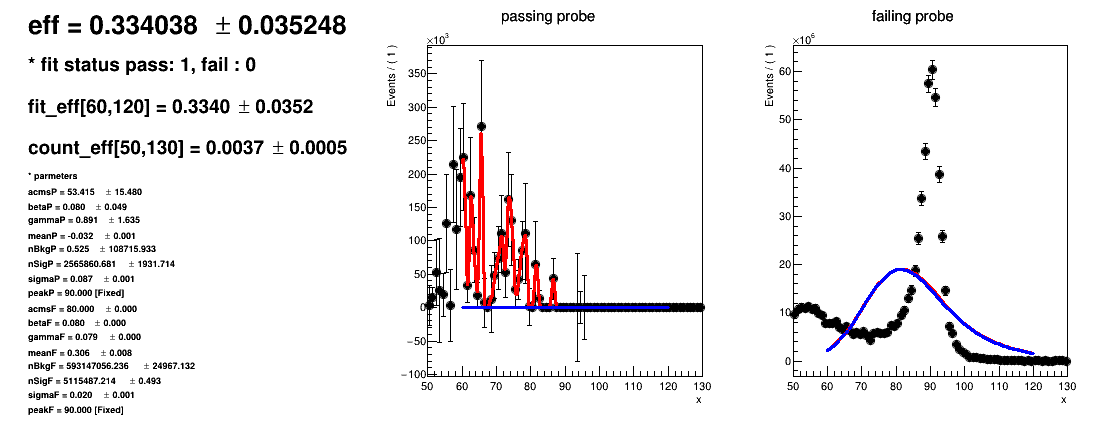 eff = 0.334038 ± 0.035248
* fit status pass: 1, fail : 0
fit_eff[60,120] = 0.3340 ± 0.0352
count_eff[50,130] = 0.0037 ± 0.0005
* parmeters
acmsP = 53.415 ± 15.480
betaP = 0.080 ± 0.049
gammaP = 0.891 ± 1.635
meanP = -0.032 ± 0.001
nBkgP = 0.525 ± 108715.933
nSigP = 2565860.681 ± 1931.714
sigmaP = 0.087 ± 0.001
peakP = 90.000 [Fixed]
acmsF = 80.000 ± 0.000
betaF = 0.080 ± 0.000
gammaF = 0.079 ± 0.000
meanF = 0.306 ± 0.008
nBkgF = 593147056.236 ± 24967.132
nSigF = 5115487.214 ± 0.493
sigmaF = 0.020 ± 0.001
peakF = 90.000 [Fixed]
passing probe
×10³
Events / ( 1 )
350
300
250
200
150
100
50
0
−50
−100
50 60 70 80 90 100 110 120 130
x
failing probe
×10⁶
Events / ( 1 )
60
50
40
30
20
10
0
50 60 70 80 90 100 110 120 130
x